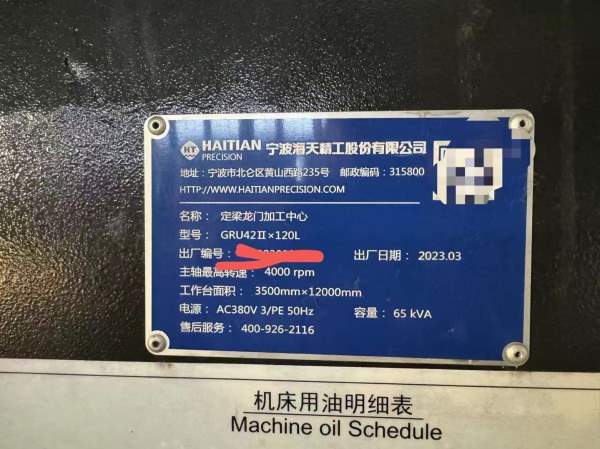 HT HAITIAN PRECISION 宁波海天精工股份有限公司
地址：宁波市北仑区黄山西路235号 邮政编码：315800
HTTP://WWW.HAITIANPRECISION.COM
名称： 定梁龙门加工中心
型号： GRU42Ⅱ×120L
出厂编号： 出厂日期： 2023.03
主轴最高转速： 4000 rpm
工作台面积： 3500mm×12000mm
电源： AC380V 3/PE 50Hz 容量： 65 kVA
售后服务： 400-926-2116
机床用油明细表
Machine oil Schedule